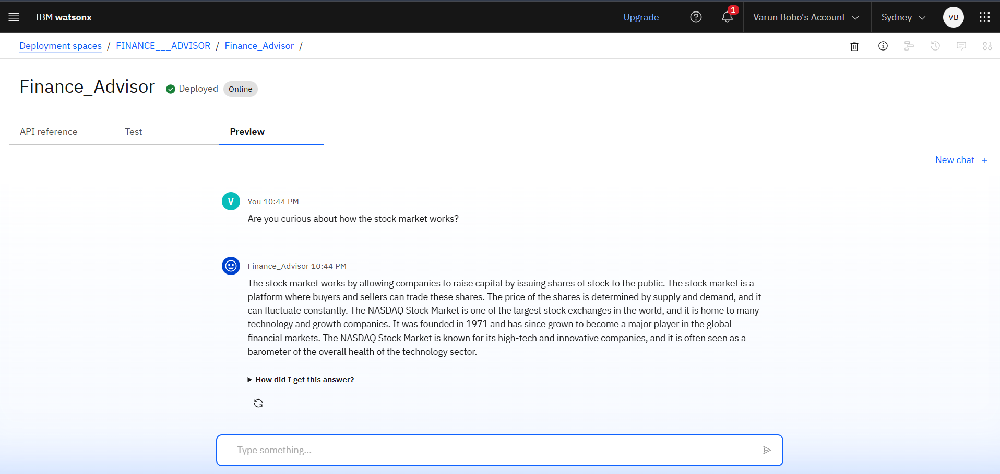 IBM watsonx
Upgrade
1
Varun Bobo's Account
Sydney
VB
Deployment spaces / FINANCE___ADVISOR / Finance_Advisor /
Finance_Advisor
Deployed
Online
API reference
Test
Preview
New chat +
V
You 10:44 PM
Are you curious about how the stock market works?
Finance_Advisor 10:44 PM
The stock market works by allowing companies to raise capital by issuing shares of stock to the public. The stock market is a
platform where buyers and sellers can trade these shares. The price of the shares is determined by supply and demand, and it
can fluctuate constantly. The NASDAQ Stock Market is one of the largest stock exchanges in the world, and it is home to many
technology and growth companies. It was founded in 1971 and has since grown to become a major player in the global
financial markets. The NASDAQ Stock Market is known for its high-tech and innovative companies, and it is often seen as a
barometer of the overall health of the technology sector.
How did I get this answer?
Type something...